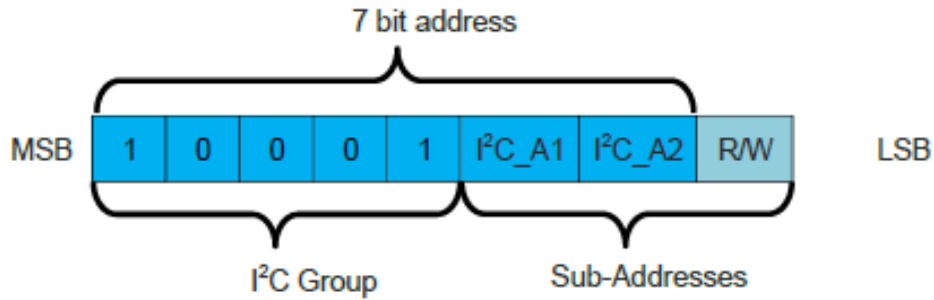 7 bit address
MSB 1 0 0 0 1 I²C_A1 I²C_A2 R/W LSB
I²C Group Sub-Addresses